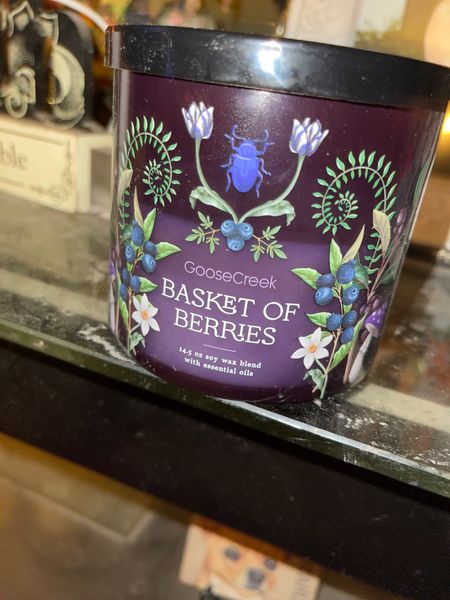 GooseCreek
BASKET OF
BERRIES
14.5 oz soy wax blend
with essential oils